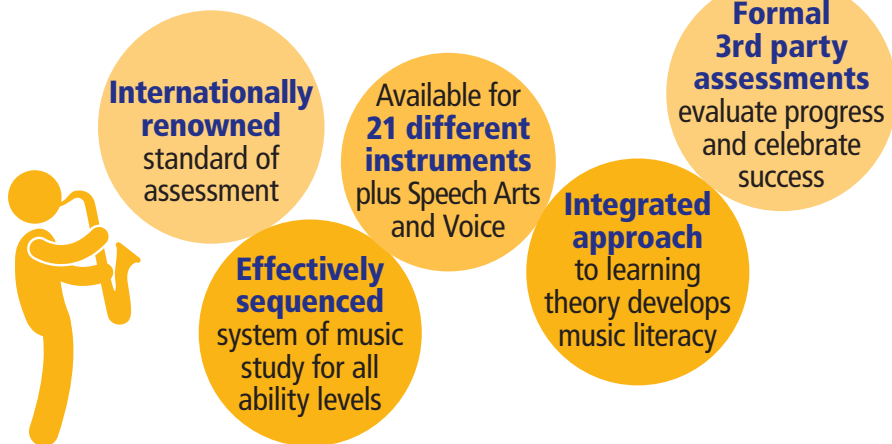 Internationally
renowned
standard of
assessment
Effectively
sequenced
system of music
study for all
ability levels
Available for
21 different
instruments
plus Speech Arts
and Voice
Integrated
approach
to learning
theory develops
music literacy
Formal
3rd party
assessments
evaluate progress
and celebrate
success